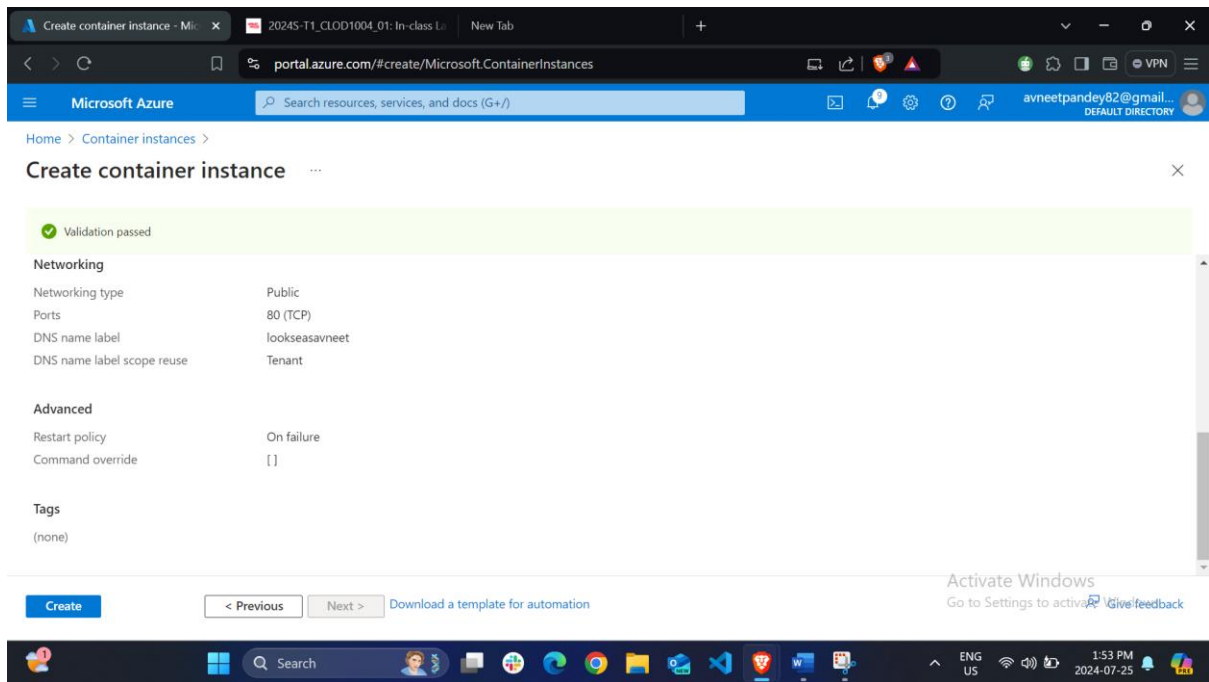 Create container instance - Mic
2024S-T1_CLOD1004_01: In-class La
New Tab
portal.azure.com/#create/Microsoft.ContainerInstances
VPN
Microsoft Azure
Search resources, services, and docs (G+/)
9
avneetpandey82@gmail...
DEFAULT DIRECTORY
Home > Container instances >
Create container instance ...
Validation passed
Networking
Networking type Public
Ports 80 (TCP)
DNS name label lookseasavneet
DNS name label scope reuse Tenant
Advanced
Restart policy On failure
Command override [ ]
Tags
(none)
Activate Windows
Go to Settings to activate
Create
< Previous
Next >
Download a template for automation
Give feedback
1
Search
ENG
US
1:53 PM
2024-07-25
PRE